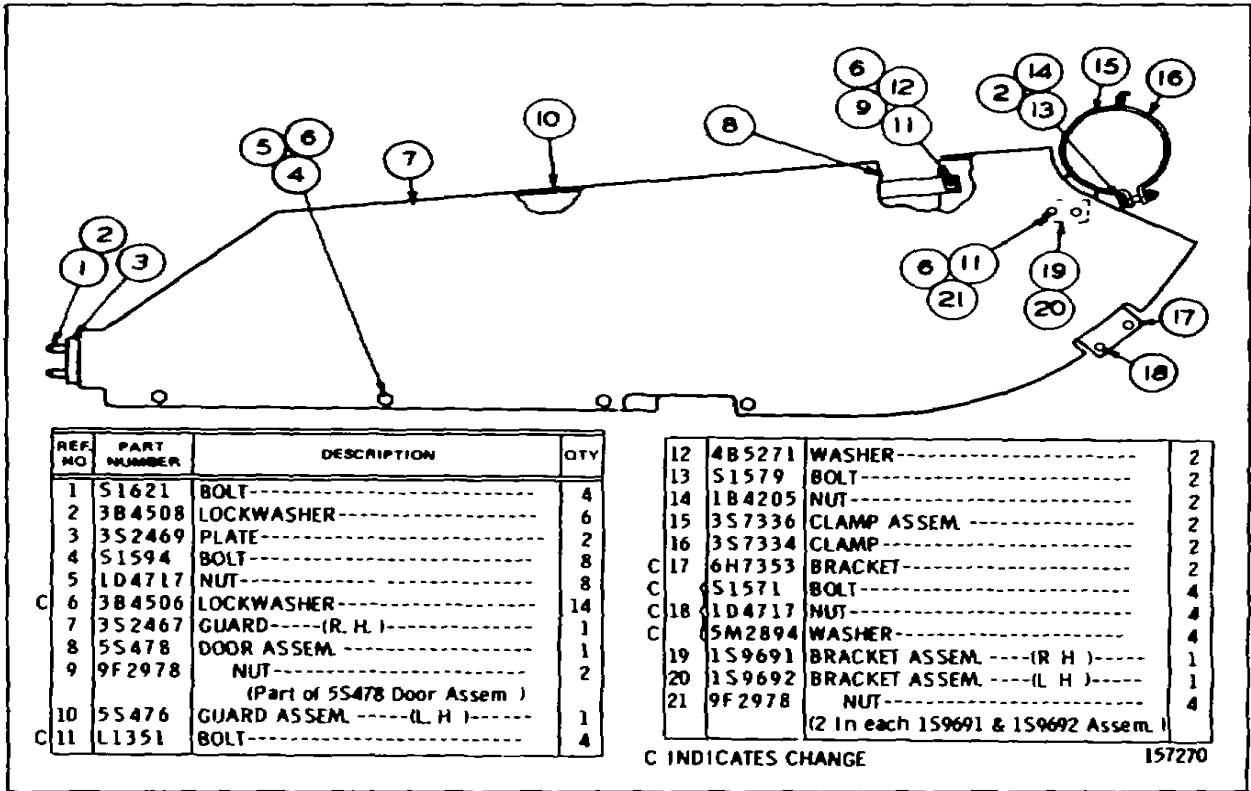 6
12
9
11
14
2
13
15
16
8
10
5
6
4
7
2
1
3
6
11
21
19
20
17
18
REF. NO PART NUMBER DESCRIPTION QTY
1 S1621 BOLT 4
2 3B4508 LOCKWASHER 6
3 3S2469 PLATE 2
4 S1594 BOLT 8
5 1D4717 NUT 8
C 6 3B4506 LOCKWASHER 14
7 3S2467 GUARD-----(R. H. ) 1
8 5S478 DOOR ASSEM. 1
9 9F2978 NUT 2
(Part of 5S478 Door Assem )
10 5S476 GUARD ASSEM. -----(L. H )------ 1
C 11 L1351 BOLT 4
12 4B5271 WASHER 2
13 S1579 BOLT 2
14 1B4205 NUT 2
15 3S7336 CLAMP ASSEM. 2
16 3S7334 CLAMP 2
C 17 6H7353 BRACKET 2
C S1571 BOLT 4
C 18 1D4717 NUT 4
C 5M2894 WASHER 4
19 1S9691 BRACKET ASSEM. ----(R H )----- 1
20 1S9692 BRACKET ASSEM. ----(L H )----- 1
21 9F2978 NUT 4
(2 In each 1S9691 & 1S9692 Assem. )
C INDICATES CHANGE
157270